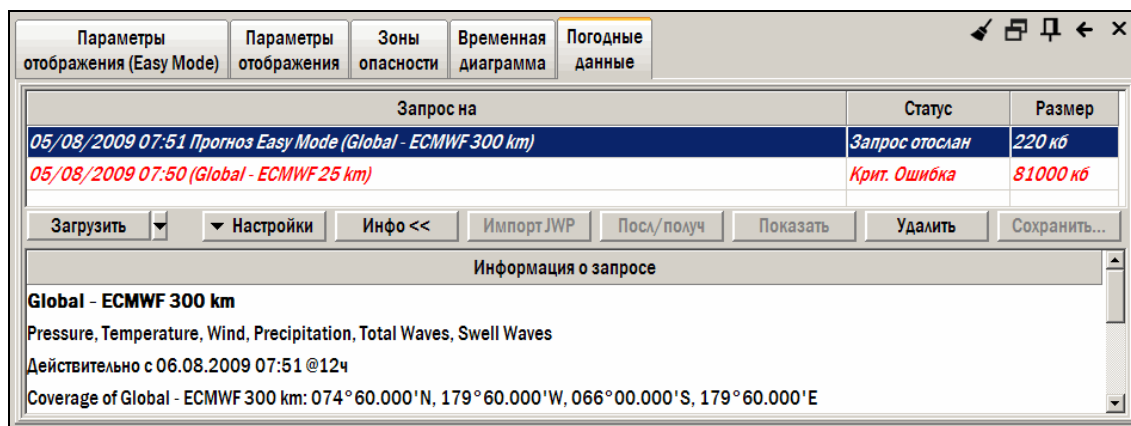 Параметры отображения (Easy Mode)
Параметры отображения
Зоны опасности
Временная диаграмма
Погодные данные
Запрос на Статус Размер
05/08/2009 07:51 Прогноз Easy Mode (Global - ECMWF 300 km) Запрос отослан 220 кб
05/08/2009 07:50 (Global - ECMWF 25 km) Крит. Ошибка 81000 кб
Загрузить Настройки Инфо << Импорт JWP Посл/получ Показать Удалить Сохранить...
Информация о запросе
Global - ECMWF 300 km
Pressure, Temperature, Wind, Precipitation, Total Waves, Swell Waves
Действительно с 06.08.2009 07:51 @12ч
Coverage of Global - ECMWF 300 km: 074°60.000'N, 179°60.000'W, 066°00.000'S, 179°60.000'E